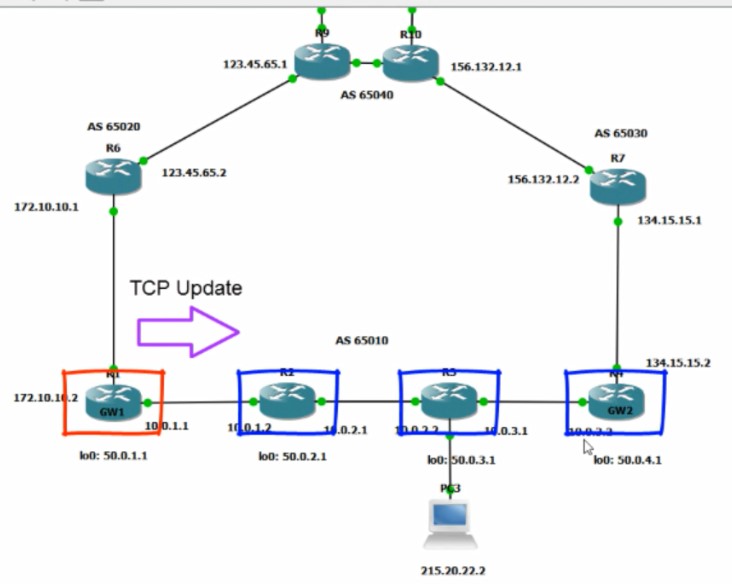 R9
R10
123.45.65.1
156.132.12.1
AS 65040
AS 65020
AS 65030
R6
R7
123.45.65.2
156.132.12.2
172.10.10.1
134.15.15.1
TCP Update
AS 65010
134.15.15.2
R1
R2
R3
R4
172.10.10.2
GW1
GW2
10.0.1.1
10.0.1.2
10.0.2.1
10.0.2.2
10.0.3.1
10.0.3.2
lo0: 50.0.1.1
lo0: 50.0.2.1
lo0: 50.0.3.1
lo0: 50.0.4.1
PC3
215.20.22.2